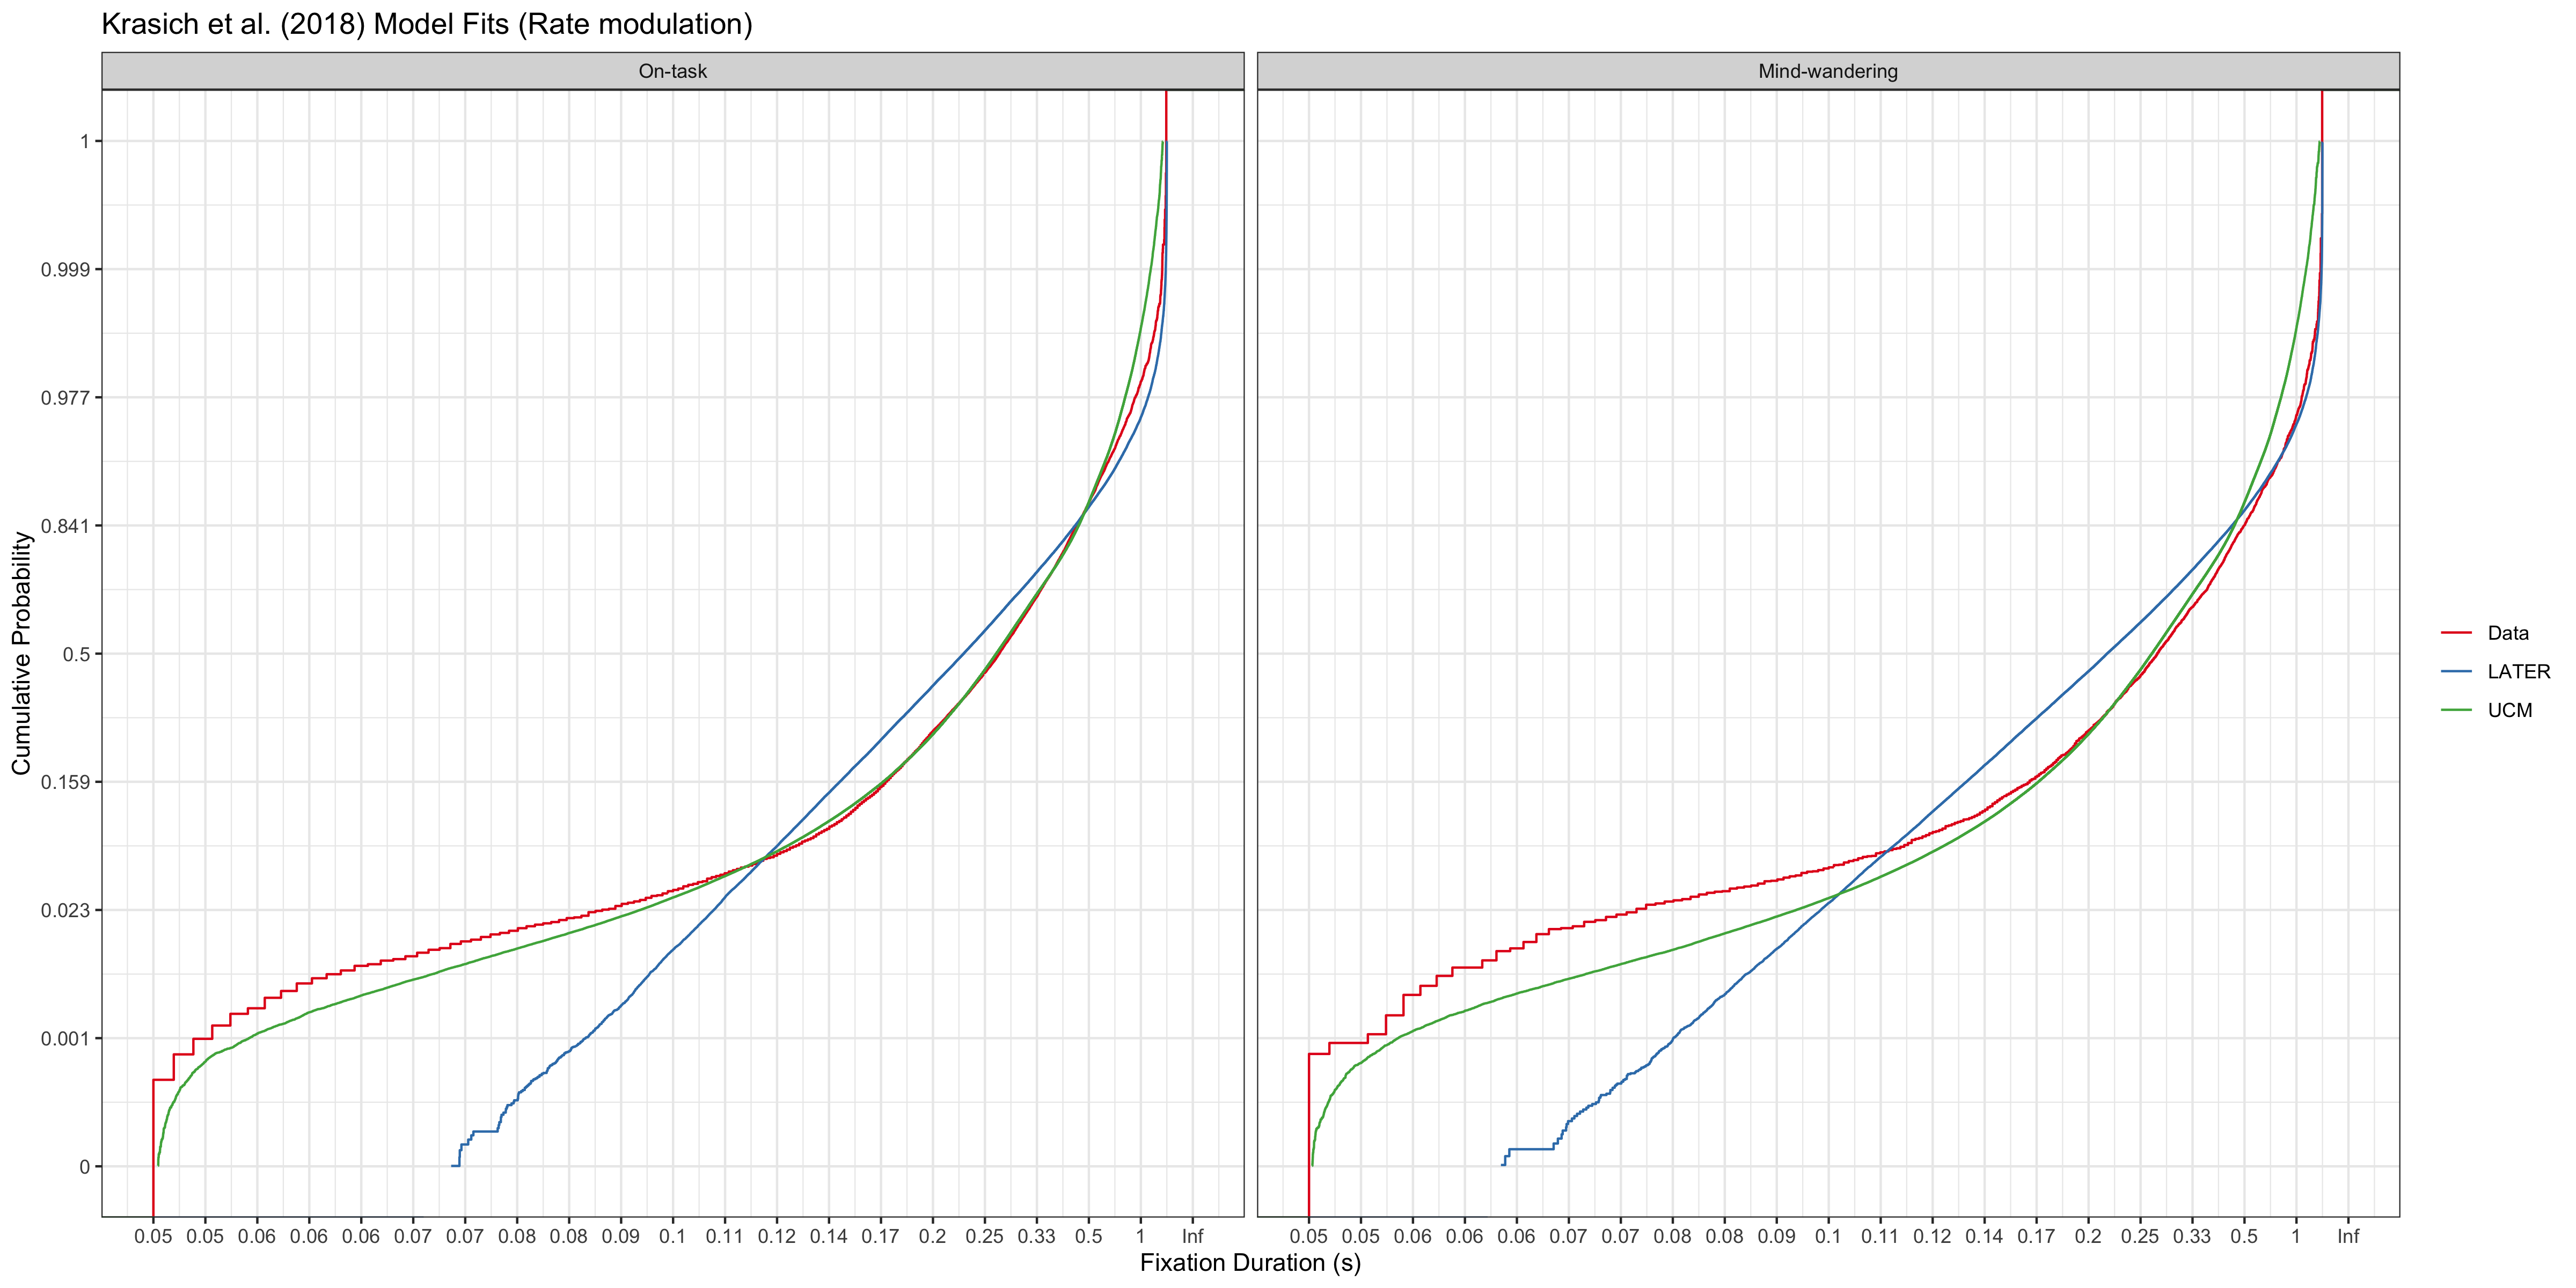 Krasich et al. (2018) Model Fits (Rate modulation)
On-task
Mind-wandering
1
0.999
0.977
0.841
0.5
0.159
0.023
0.001
0
Cumulative Probability
0.05 0.05 0.06 0.06 0.06 0.07 0.07 0.08 0.08 0.09 0.1 0.11 0.12 0.14 0.17 0.2 0.25 0.33 0.5 1 Inf
0.05 0.05 0.06 0.06 0.06 0.07 0.07 0.08 0.08 0.09 0.1 0.11 0.12 0.14 0.17 0.2 0.25 0.33 0.5 1 Inf
Fixation Duration (s)
Data
LATER
UCM